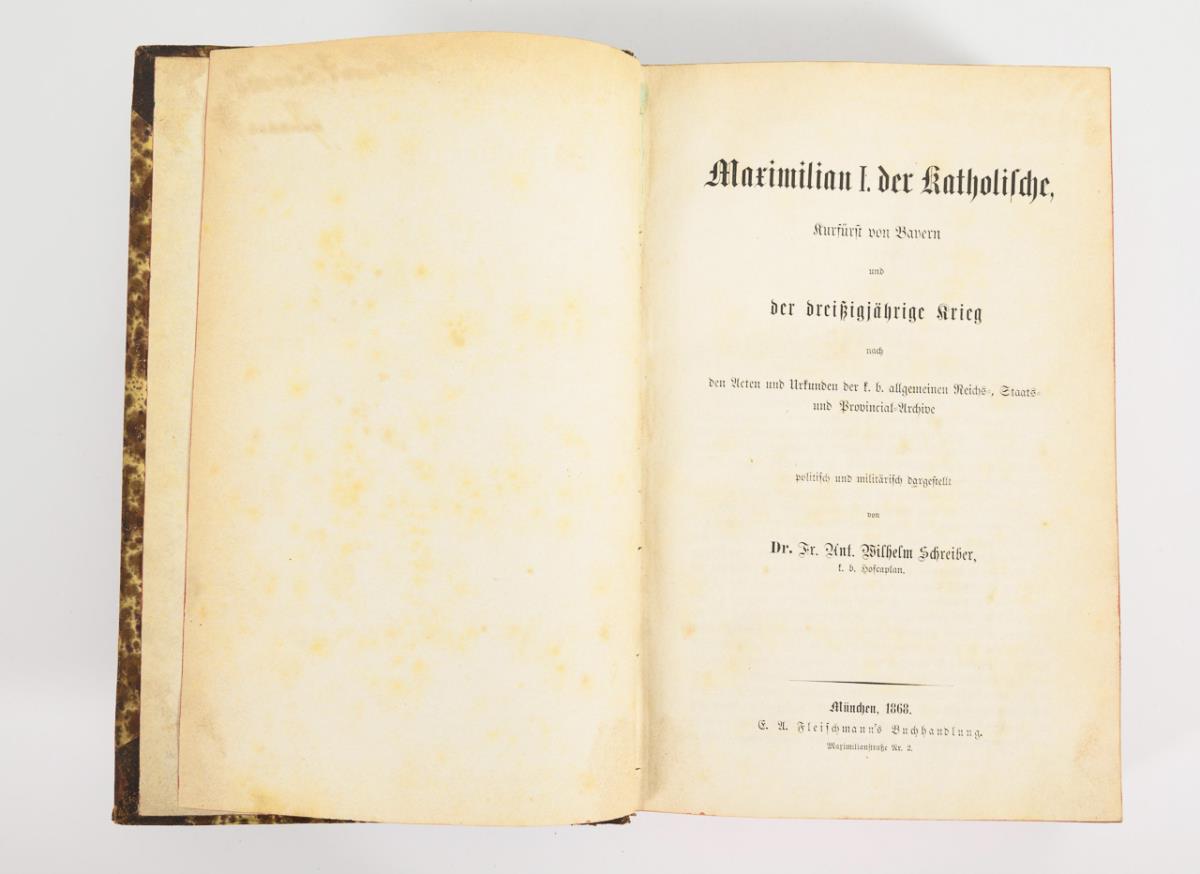 Maximilian I. der Katholische,
Kurfürst von Bayern
und
der dreißigjährige Krieg
nach
den Acten und Urkunden der k. b. allgemeinen Reichs-, Staats-
und Provincial-Archive
politisch und militärisch dargestellt
von
Dr. Fr. Ant. Wilhelm Schreiber,
k. b. Hofcaplan.
München, 1868.
E. A. Fleischmann's Buchhandlung.
Maximilianstraße Nr. 2.